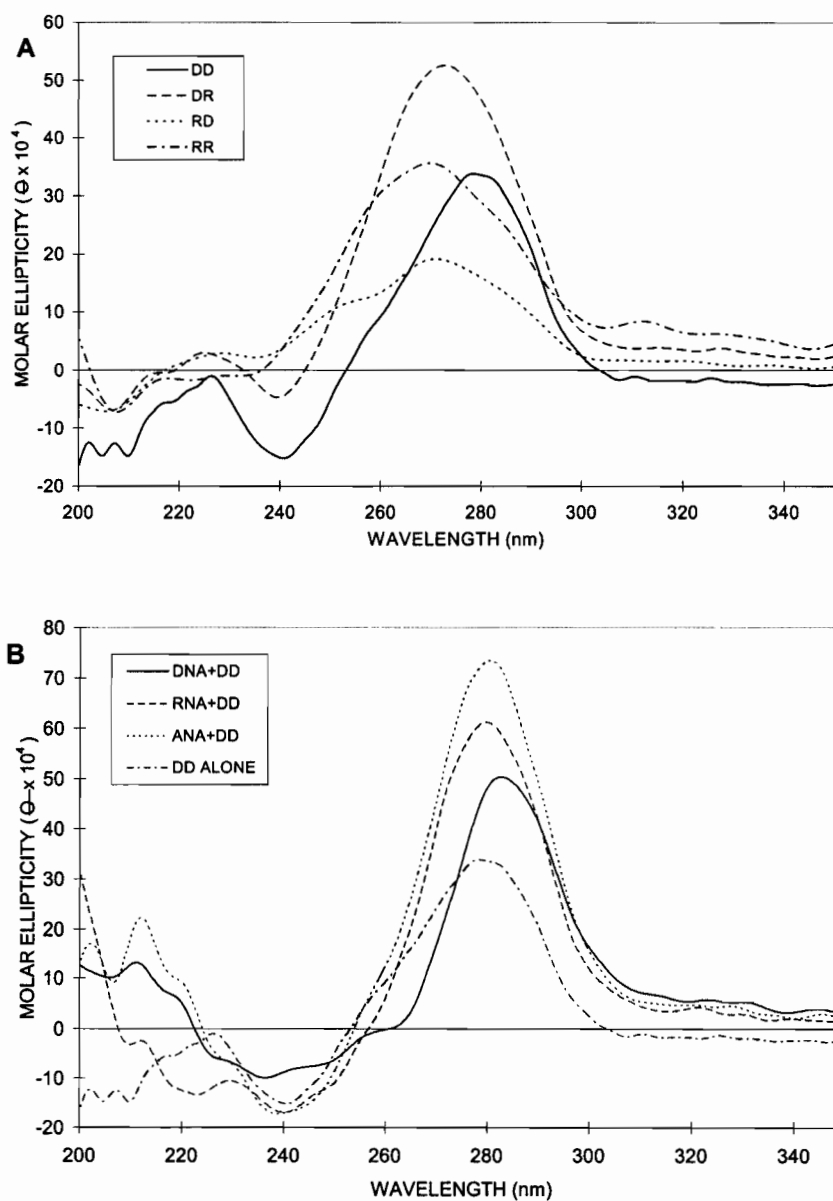 A
60
50
40
30
20
10
0
-10
-20
MOLAR ELLIPTICITY (Θ x 10⁴)
DD
DR
RD
RR
200 220 240 260 280 300 320 340
WAVELENGTH (nm)
B
80
70
60
50
40
30
20
10
0
-10
-20
MOLAR ELLIPTICITY (Θ x 10⁴)
DNA+DD
RNA+DD
ANA+DD
DD ALONE
200 220 240 260 280 300 320 340
WAVELENGTH (nm)